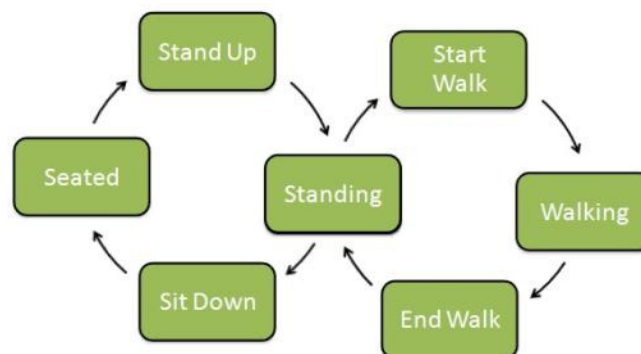 Stand Up
Start
Walk
Seated
Standing
Walking
Sit Down
End Walk